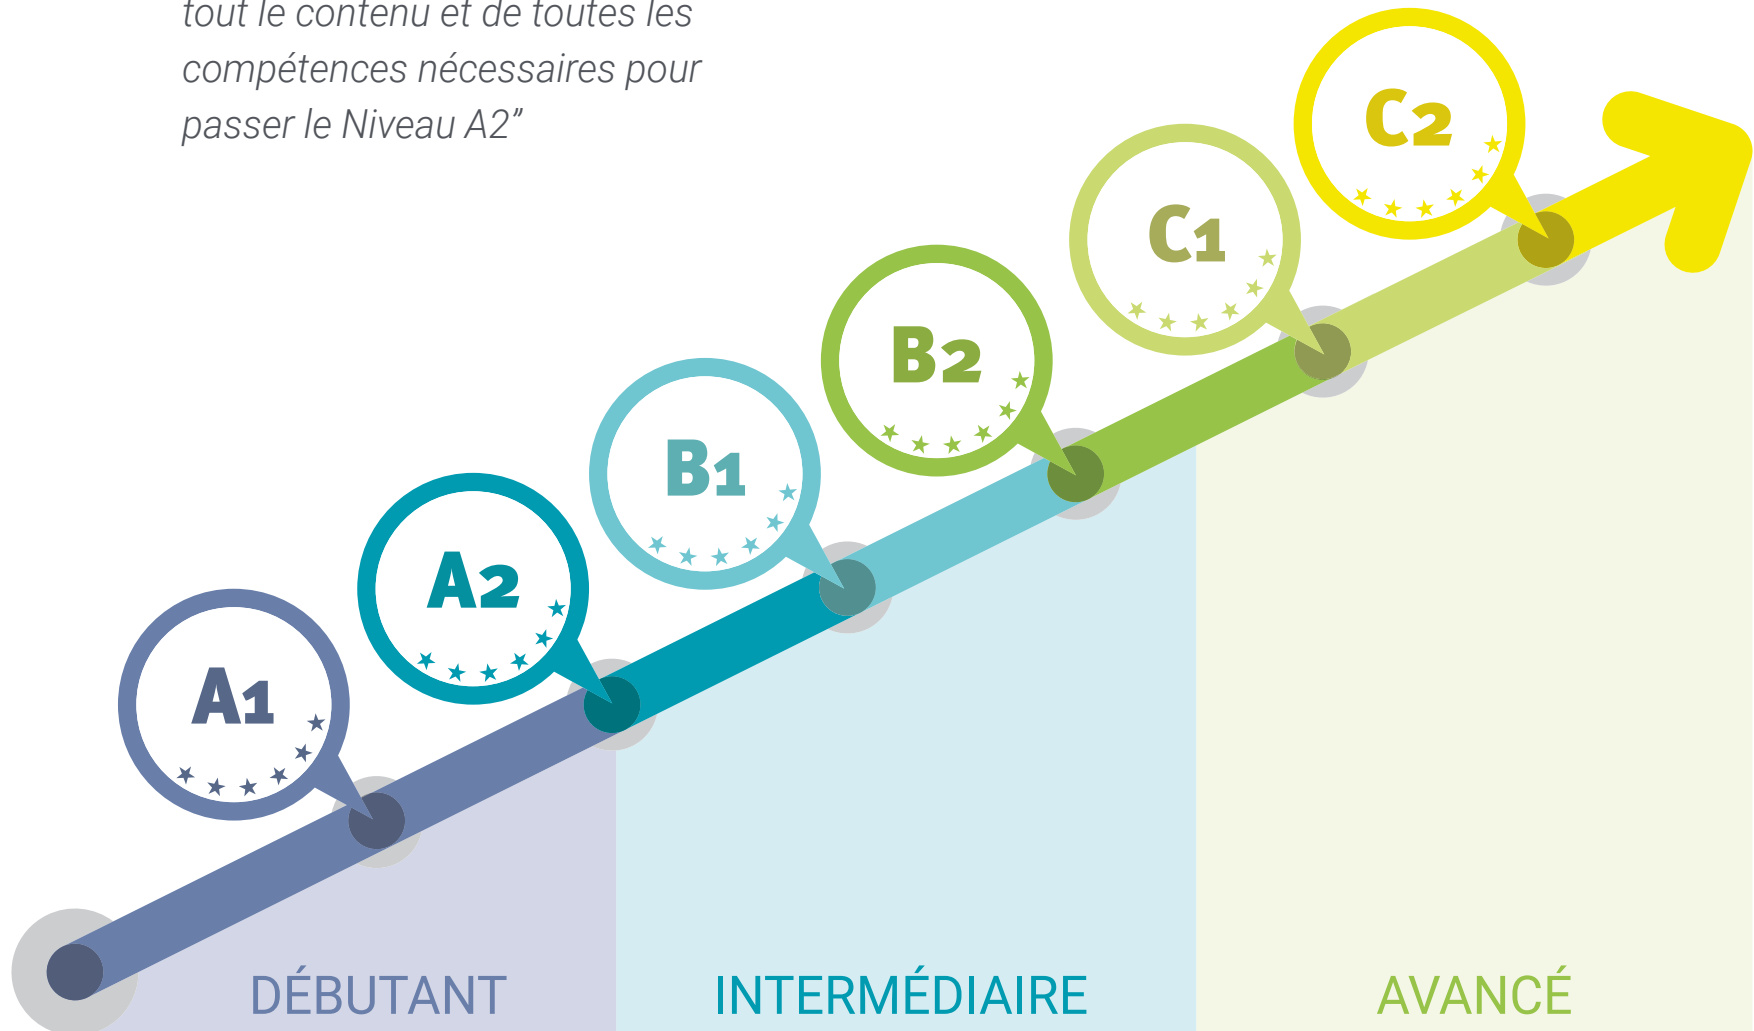 tout le contenu et de toutes les
compétences nécessaires pour
passer le Niveau A2”
C2
C1
B2
B1
A2
A1
DÉBUTANT
INTERMÉDIAIRE
AVANCÉ